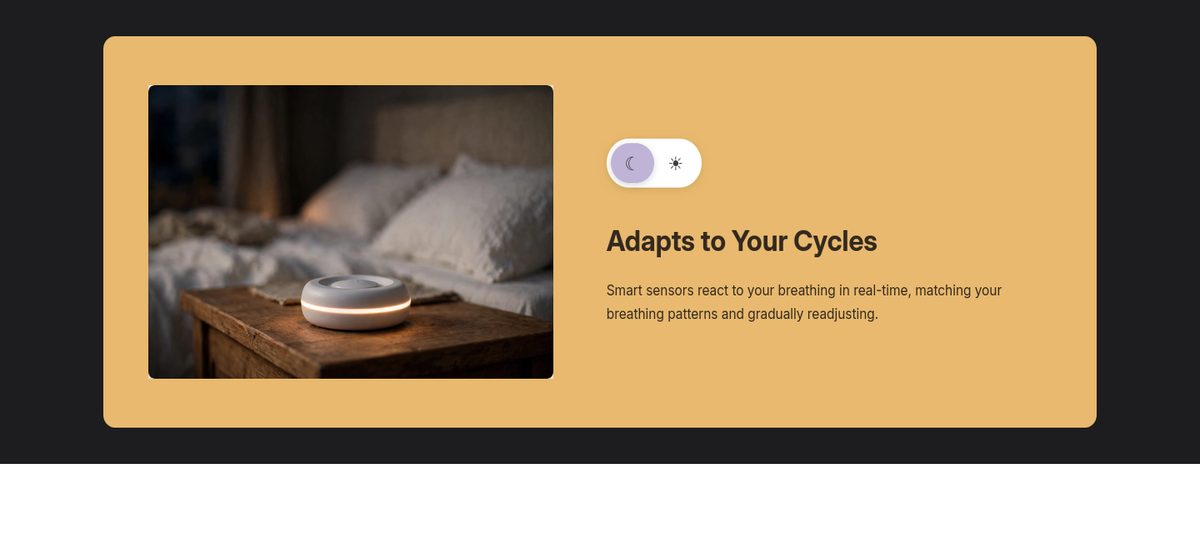 Adapts to Your Cycles
Smart sensors react to your breathing in real-time, matching your
breathing patterns and gradually readjusting.